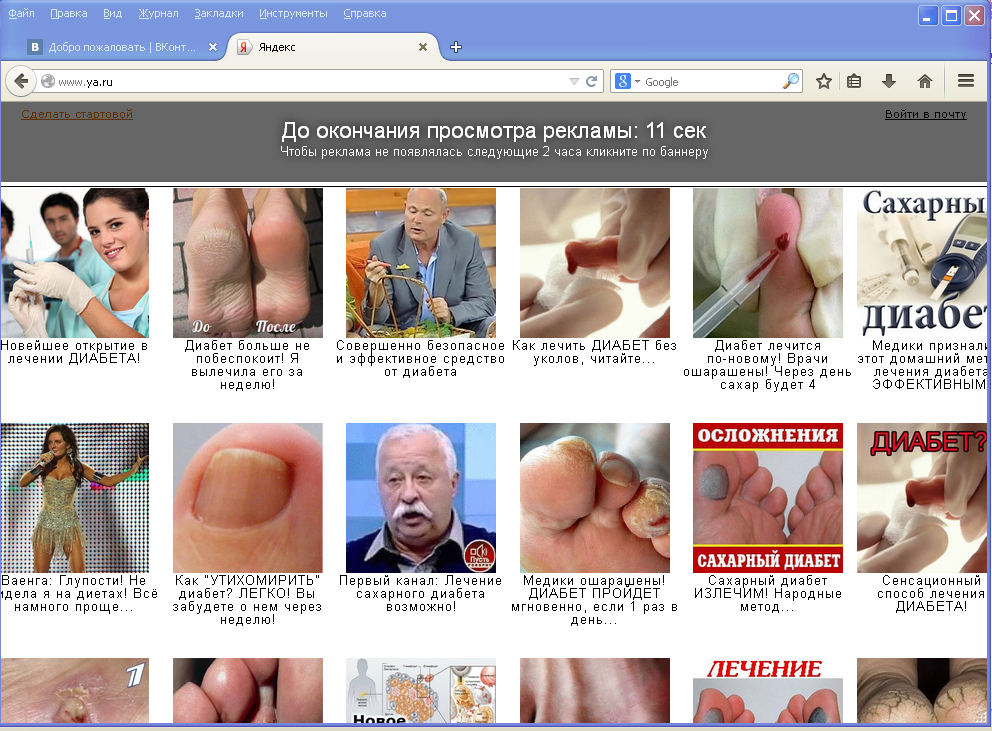 Файл Правка Вид Журнал Закладки Инструменты Справка
В Добро пожаловать | ВКонт... Я Яндекс
www.ya.ru 8 Google
Сделать стартовой
Войти в почту
До окончания просмотра рекламы: 11 сек
Чтобы реклама не появлялась следующие 2 часа кликните по баннеру
До После
Сахарны
диабет
Новейшее открытие в
лечении ДИАБЕТА!
Диабет больше не
побеспокоит! Я
вылечила его за
неделю!
Совершенно безопасное
и эффективное средство
от диабета
Как лечить ДИАБЕТ без
уколов, читайте...
Диабет лечится
по-новому! Врачи
ошарашены! Через день
сахар будет 4
Медики признали
этот домашний мет
лечения диабета
ЭФФЕКТИВНЫМ
Пусть говорят
ОСЛОЖНЕНИЯ
САХАРНЫЙ ДИАБЕТ
ДИАБЕТ?
Ваенга: Глупости! Не
идела я на диетах! Всё
намного проще...
Как "УТИХОМИРИТЬ"
диабет? ЛЕГКО! Вы
забудете о нем через
неделю!
Первый канал: Лечение
сахарного диабета
возможно!
Медики ошарашены!
ДИАБЕТ ПРОЙДЕТ
мгновенно, если 1 раз в
день...
Сахарный диабет
ИЗЛЕЧИМ! Народные
метод...
Сенсационный
способ лечения
ДИАБЕТА!
1
Новое
ЛЕЧЕНИЕ